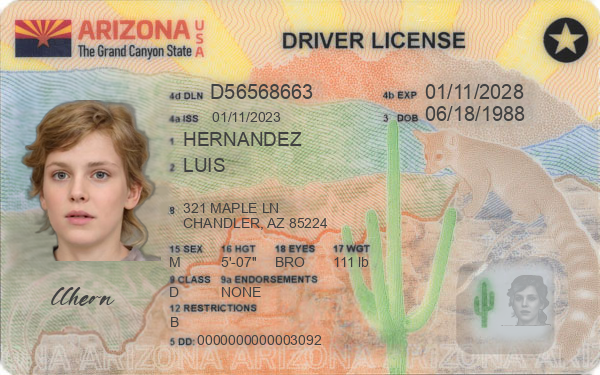 ARIZONA USA
The Grand Canyon State
DRIVER LICENSE
4d DLN D56568663
4b EXP 01/11/2028
4a ISS 01/11/2023
3 DOB 06/18/1988
1 HERNANDEZ
2 LUIS
8 321 MAPLE LN
CHANDLER, AZ 85224
15 SEX 16 HGT 18 EYES 17 WGT
M 5'-07" BRO 111 lb
9 CLASS 9a ENDORSEMENTS
D NONE
12 RESTRICTIONS
B
5 DD: 0000000000003092
ARIZONA ARIZONA ARIZONA ARIZONA